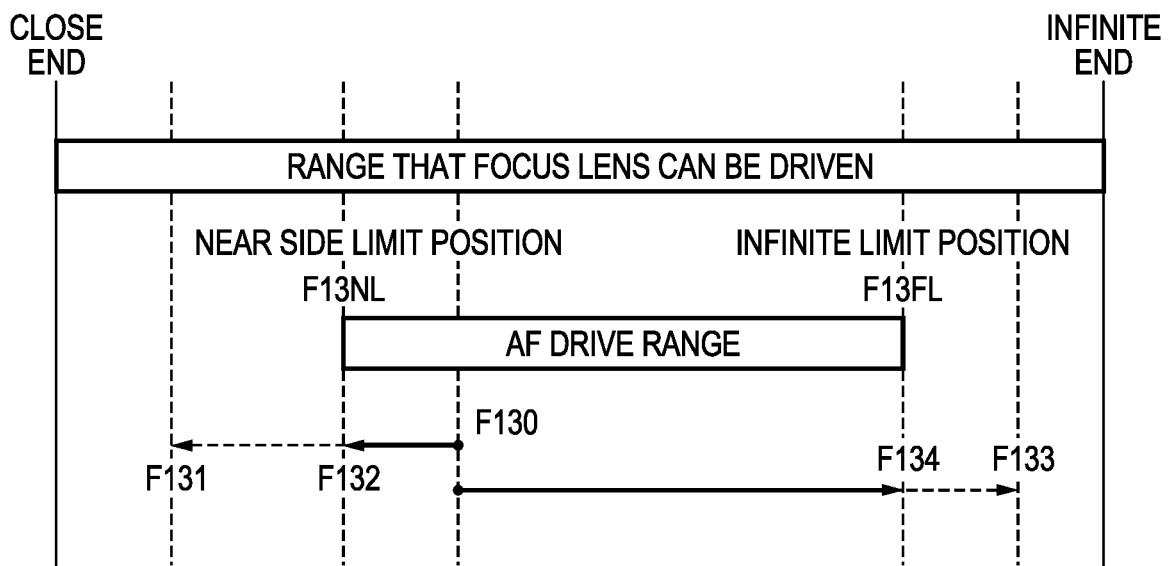 CLOSE
END
INFINITE
END
RANGE THAT FOCUS LENS CAN BE DRIVEN
NEAR SIDE LIMIT POSITION
INFINITE LIMIT POSITION
F13NL
F13FL
AF DRIVE RANGE
F130
F131
F132
F134
F133